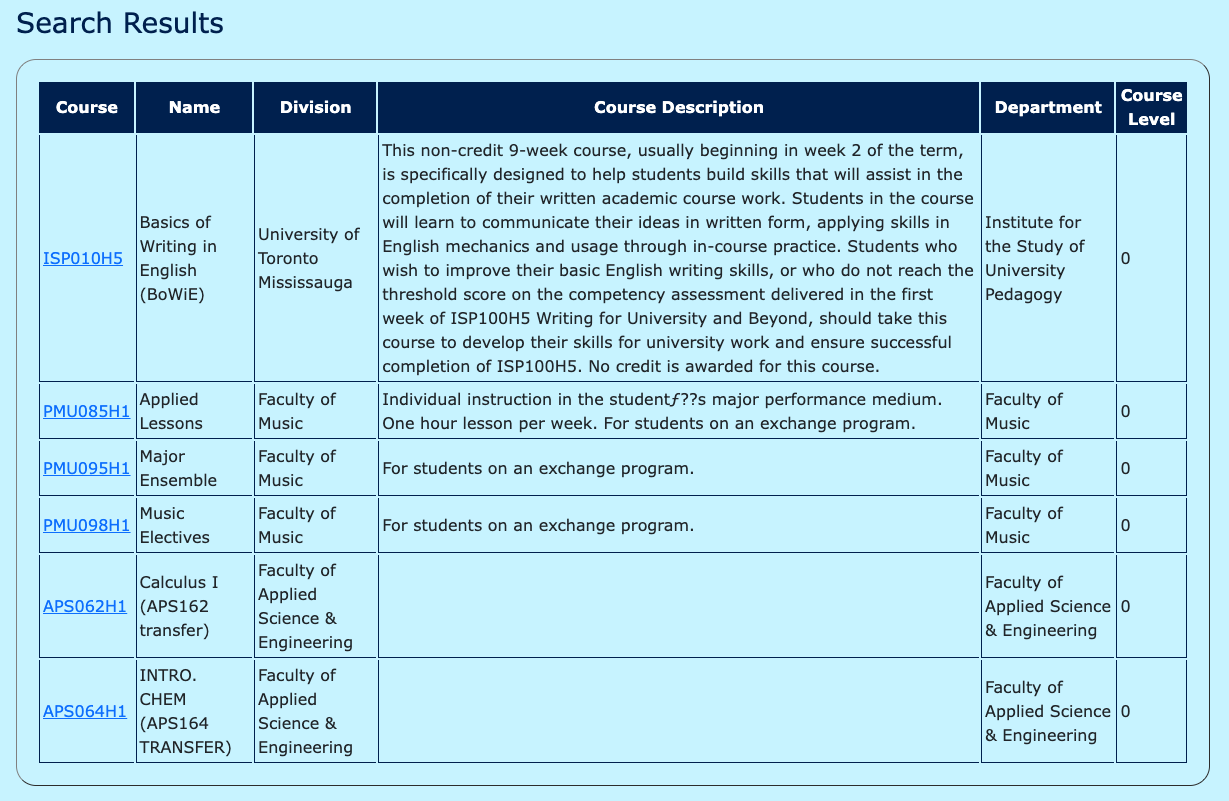 Search Results
Course Name Division Course Description Department Course Level
ISP010H5
Basics of
Writing in
English
(BoWiE)
University of
Toronto
Mississauga
This non-credit 9-week course, usually beginning in week 2 of the term,
is specifically designed to help students build skills that will assist in the
completion of their written academic course work. Students in the course
will learn to communicate their ideas in written form, applying skills in
English mechanics and usage through in-course practice. Students who
wish to improve their basic English writing skills, or who do not reach the
threshold score on the competency assessment delivered in the first
week of ISP100H5 Writing for University and Beyond, should take this
course to develop their skills for university work and ensure successful
completion of ISP100H5. No credit is awarded for this course.
Institute for
the Study of
University
Pedagogy
0
PMU085H1
Applied
Lessons
Faculty of
Music
Individual instruction in the studentƒ??s major performance medium.
One hour lesson per week. For students on an exchange program.
Faculty of
Music
0
PMU095H1
Major
Ensemble
Faculty of
Music
For students on an exchange program.
Faculty of
Music
0
PMU098H1
Music
Electives
Faculty of
Music
For students on an exchange program.
Faculty of
Music
0
APS062H1
Calculus I
(APS162
transfer)
Faculty of
Applied
Science &
Engineering
Faculty of
Applied Science
& Engineering
0
APS064H1
INTRO.
CHEM
(APS164
TRANSFER)
Faculty of
Applied
Science &
Engineering
Faculty of
Applied Science
& Engineering
0